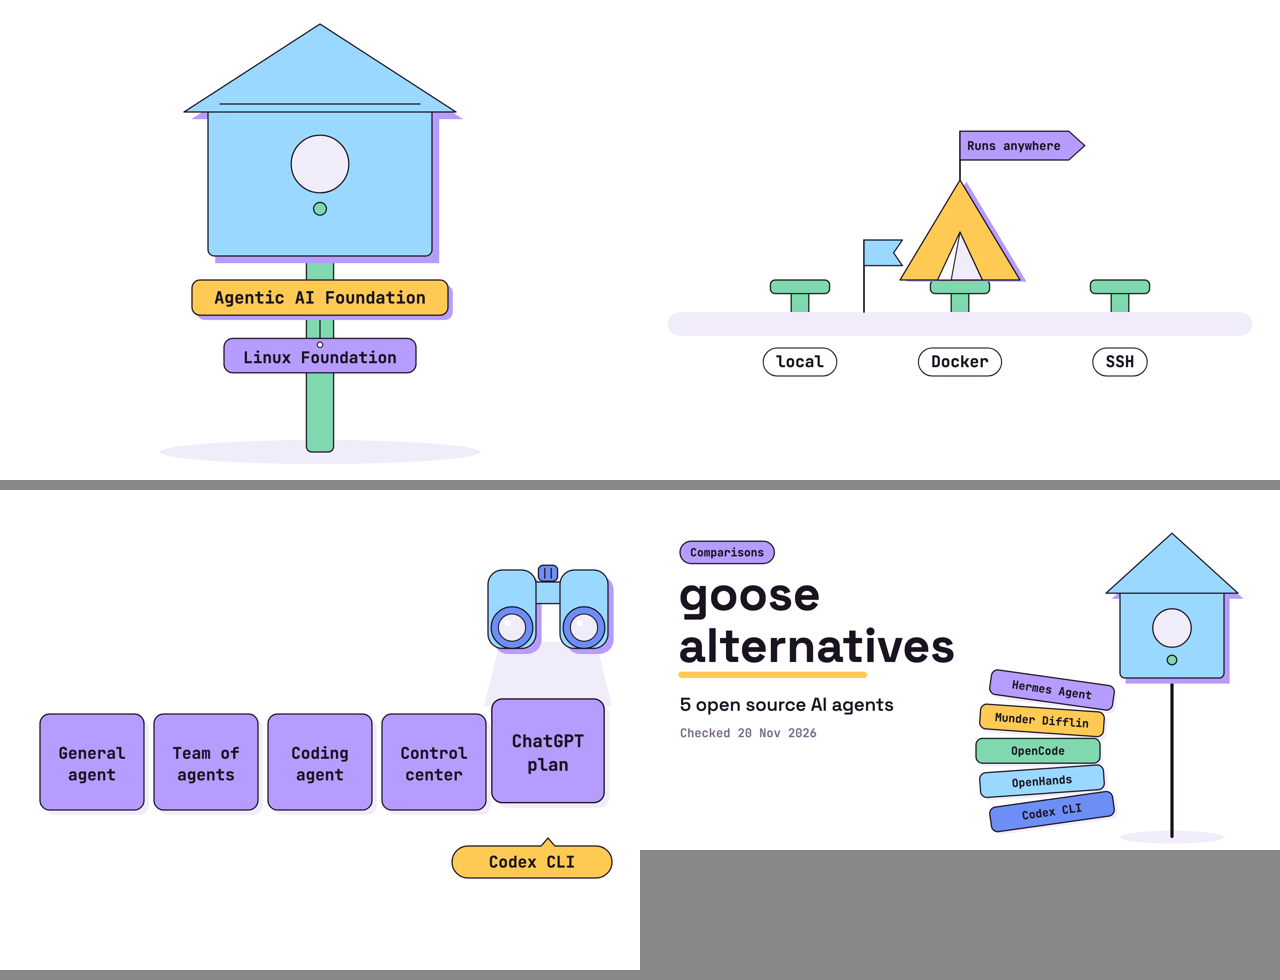 Agentic AI Foundation
Linux Foundation
Runs anywhere
local
Docker
SSH
General
agent
Team of
agents
Coding
agent
Control
center
ChatGPT
plan
Codex CLI
Comparisons
goose
alternatives
5 open source AI agents
Checked 20 Nov 2026
Hermes Agent
Munder Difflin
OpenCode
OpenHands
Codex CLI